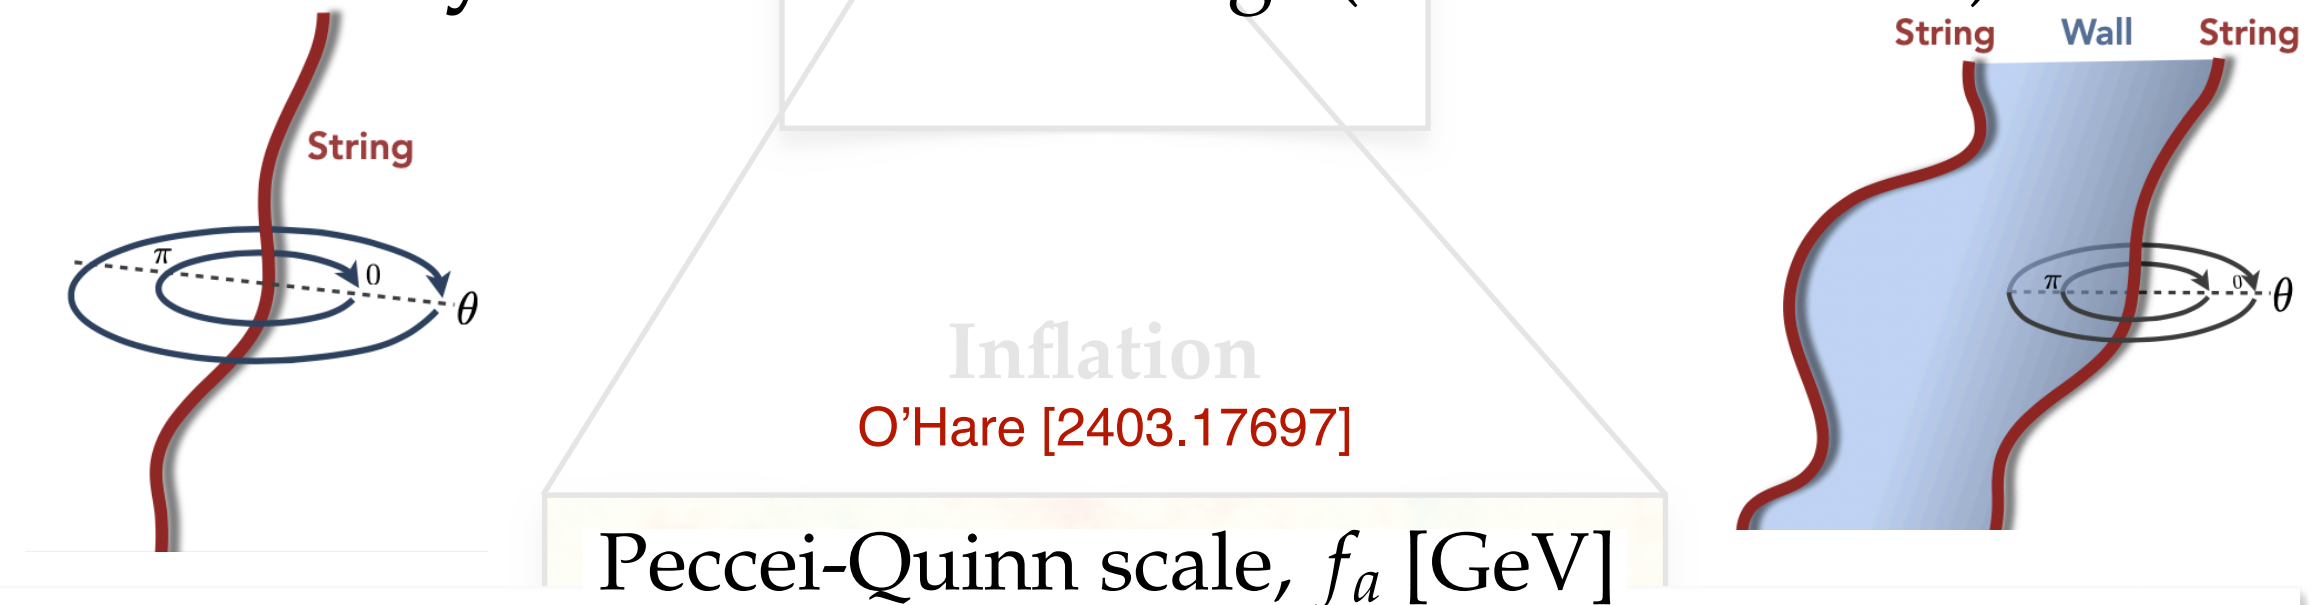 String Wall String
String
π 0 θ
π 0 θ
Inflation
O'Hare [2403.17697]
Peccei-Quinn scale, fₐ [GeV]